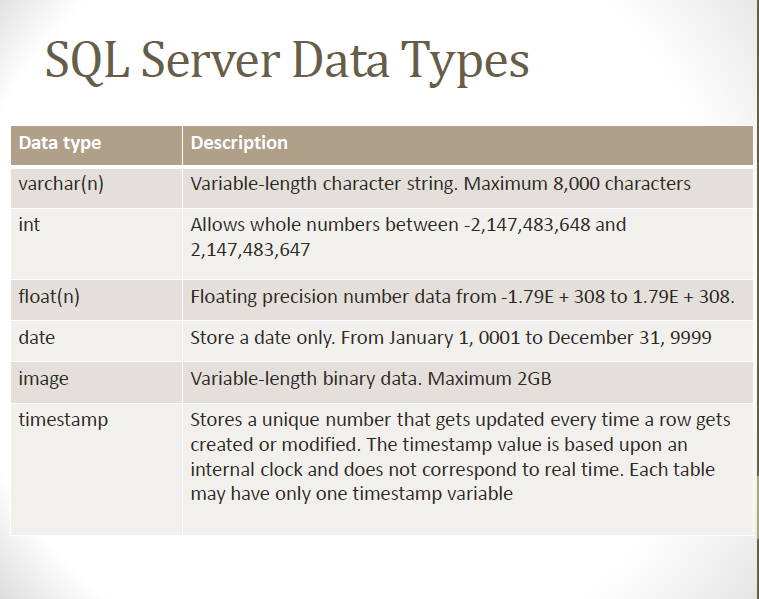 SQL Server Data Types
Data type Description
varchar(n) Variable-length character string. Maximum 8,000 characters
int Allows whole numbers between -2,147,483,648 and
2,147,483,647
float(n) Floating precision number data from -1.79E + 308 to 1.79E + 308.
date Store a date only. From January 1, 0001 to December 31, 9999
image Variable-length binary data. Maximum 2GB
timestamp Stores a unique number that gets updated every time a row gets
created or modified. The timestamp value is based upon an
internal clock and does not correspond to real time. Each table
may have only one timestamp variable